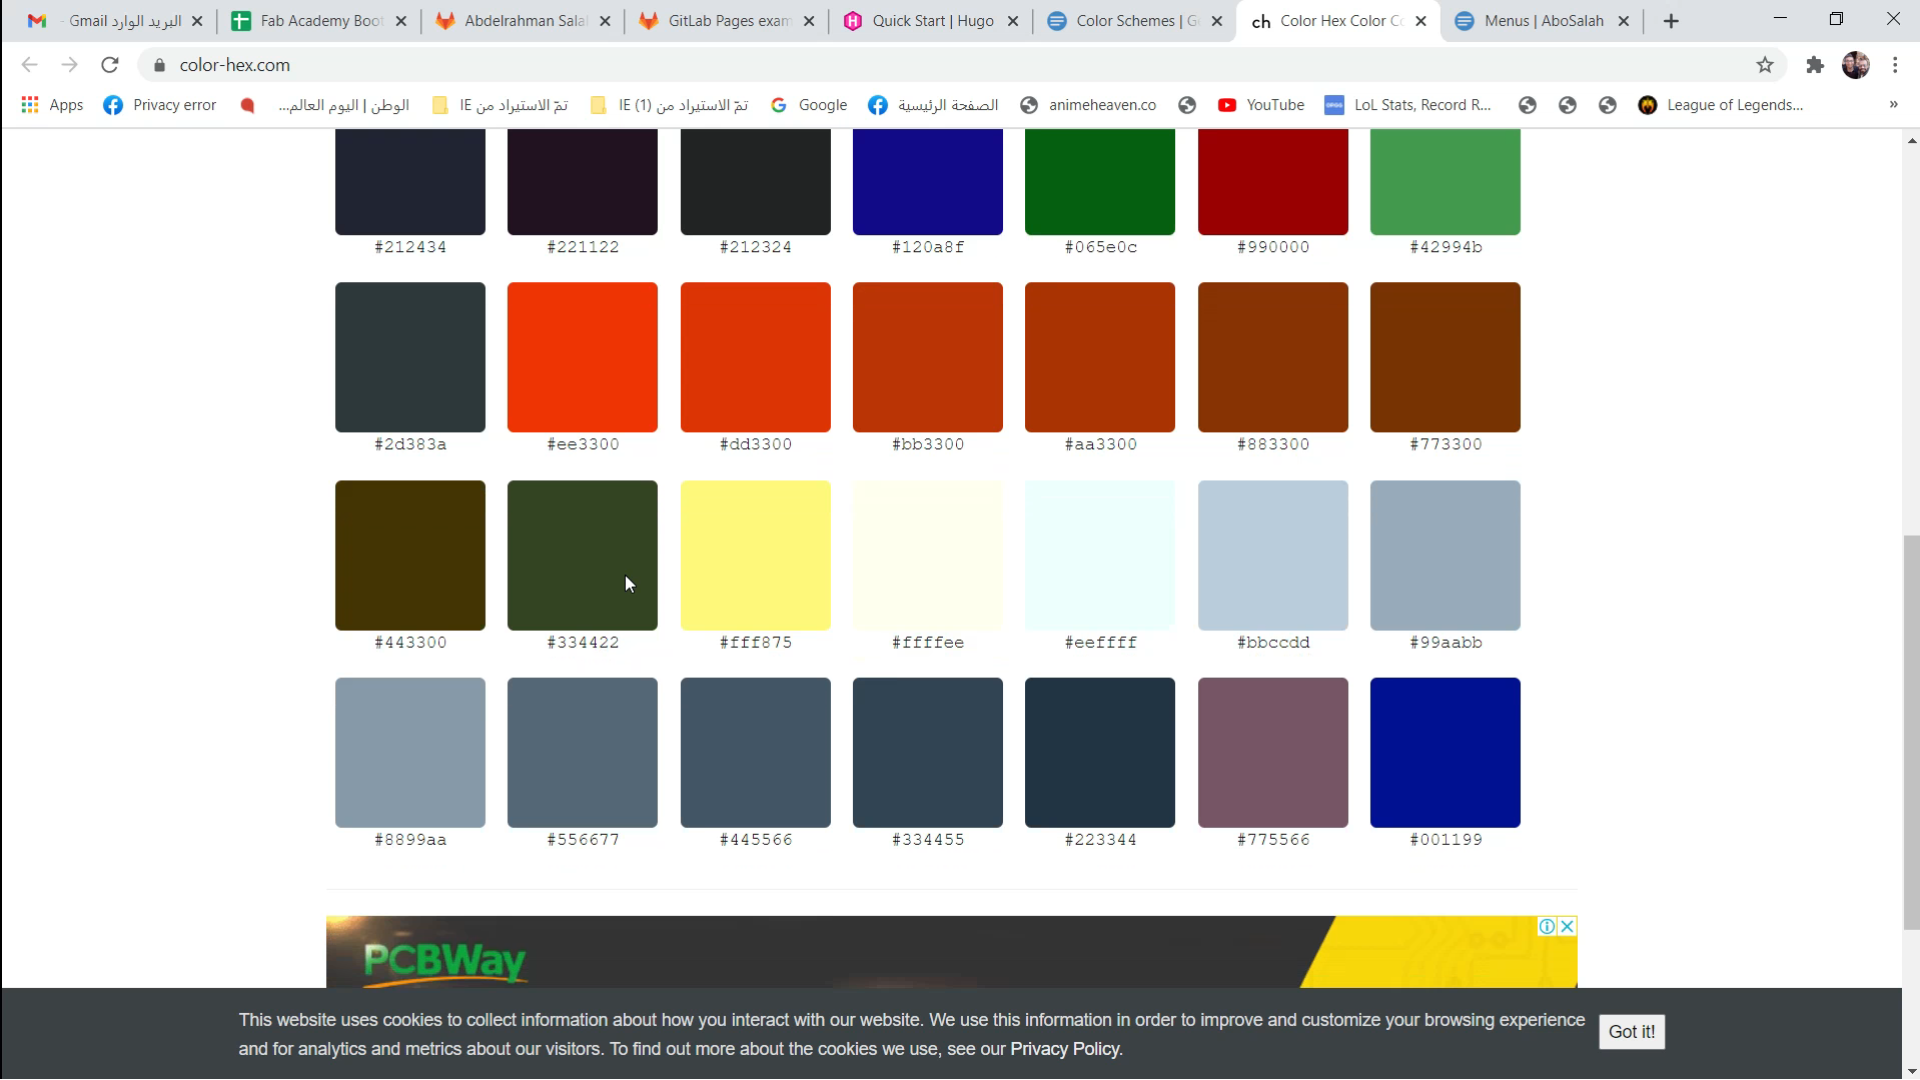 Gmail البريد الوارد -
Fab Academy Boo
Abdelrahman Sala
GitLab Pages exam
Quick Start | Hugo
Color Schemes | G
ch Color Hex Color C
Menus | AboSalah
color-hex.com
Apps
Privacy error
الوطن | اليوم العالم...
تمّ الاستيراد من IE
تمّ الاستيراد من IE (1)
Google
الصفحة الرئيسية
animeheaven.co
YouTube
OP.GG LoL Stats, Record R...
League of Legends...
»
#212434 #221122 #212324 #120a8f #065e0c #990000 #42994b
#2d383a #ee3300 #dd3300 #bb3300 #aa3300 #883300 #773300
#443300 #334422 #fff875 #ffffee #eeffff #bbccdd #99aabb
#8899aa #556677 #445566 #334455 #223344 #775566 #001199
PCBWay
This website uses cookies to collect information about how you interact with our website. We use this information in order to improve and customize your browsing experience
and for analytics and metrics about our visitors. To find out more about the cookies we use, see our Privacy Policy.
Got it!